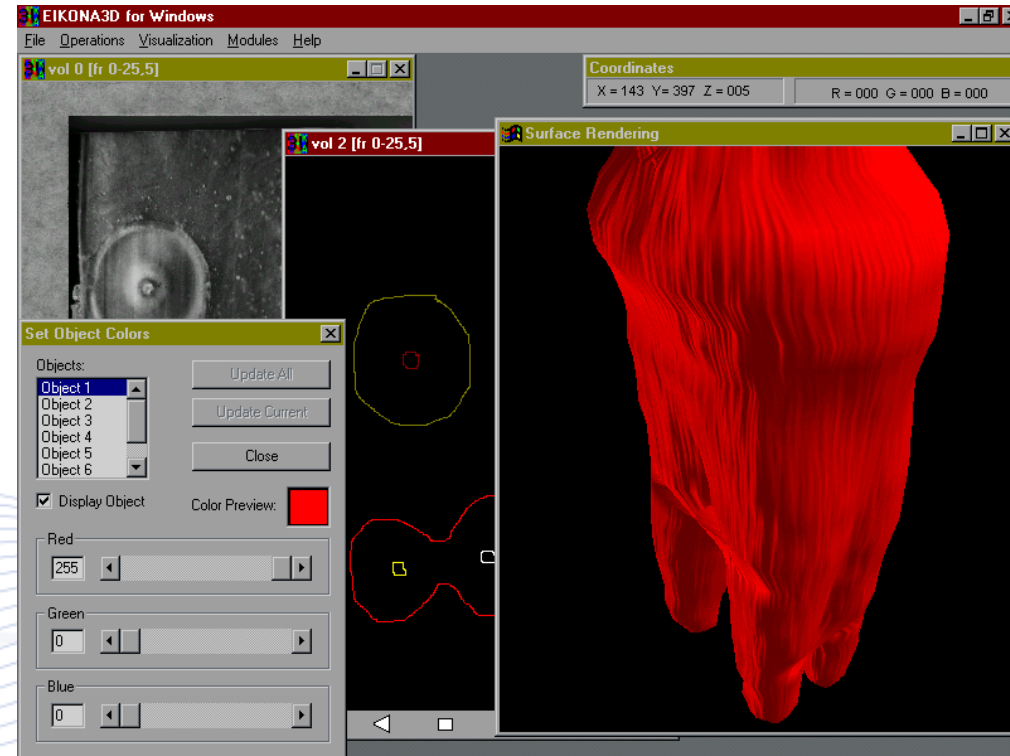 EIKONA3D for Windows
File Operations Visualization Modules Help
vol 0 [fr 0-25,5]
Coordinates
X = 143 Y= 397 Z = 005
R = 000 G = 000 B = 000
vol 2 [fr 0-25,5]
Surface Rendering
Set Object Colors
Objects:
Object 1
Object 2
Object 3
Object 4
Object 5
Object 6
Update All
Update Current
Close
Display Object
Color Preview:
Red
255
Green
0
Blue
0